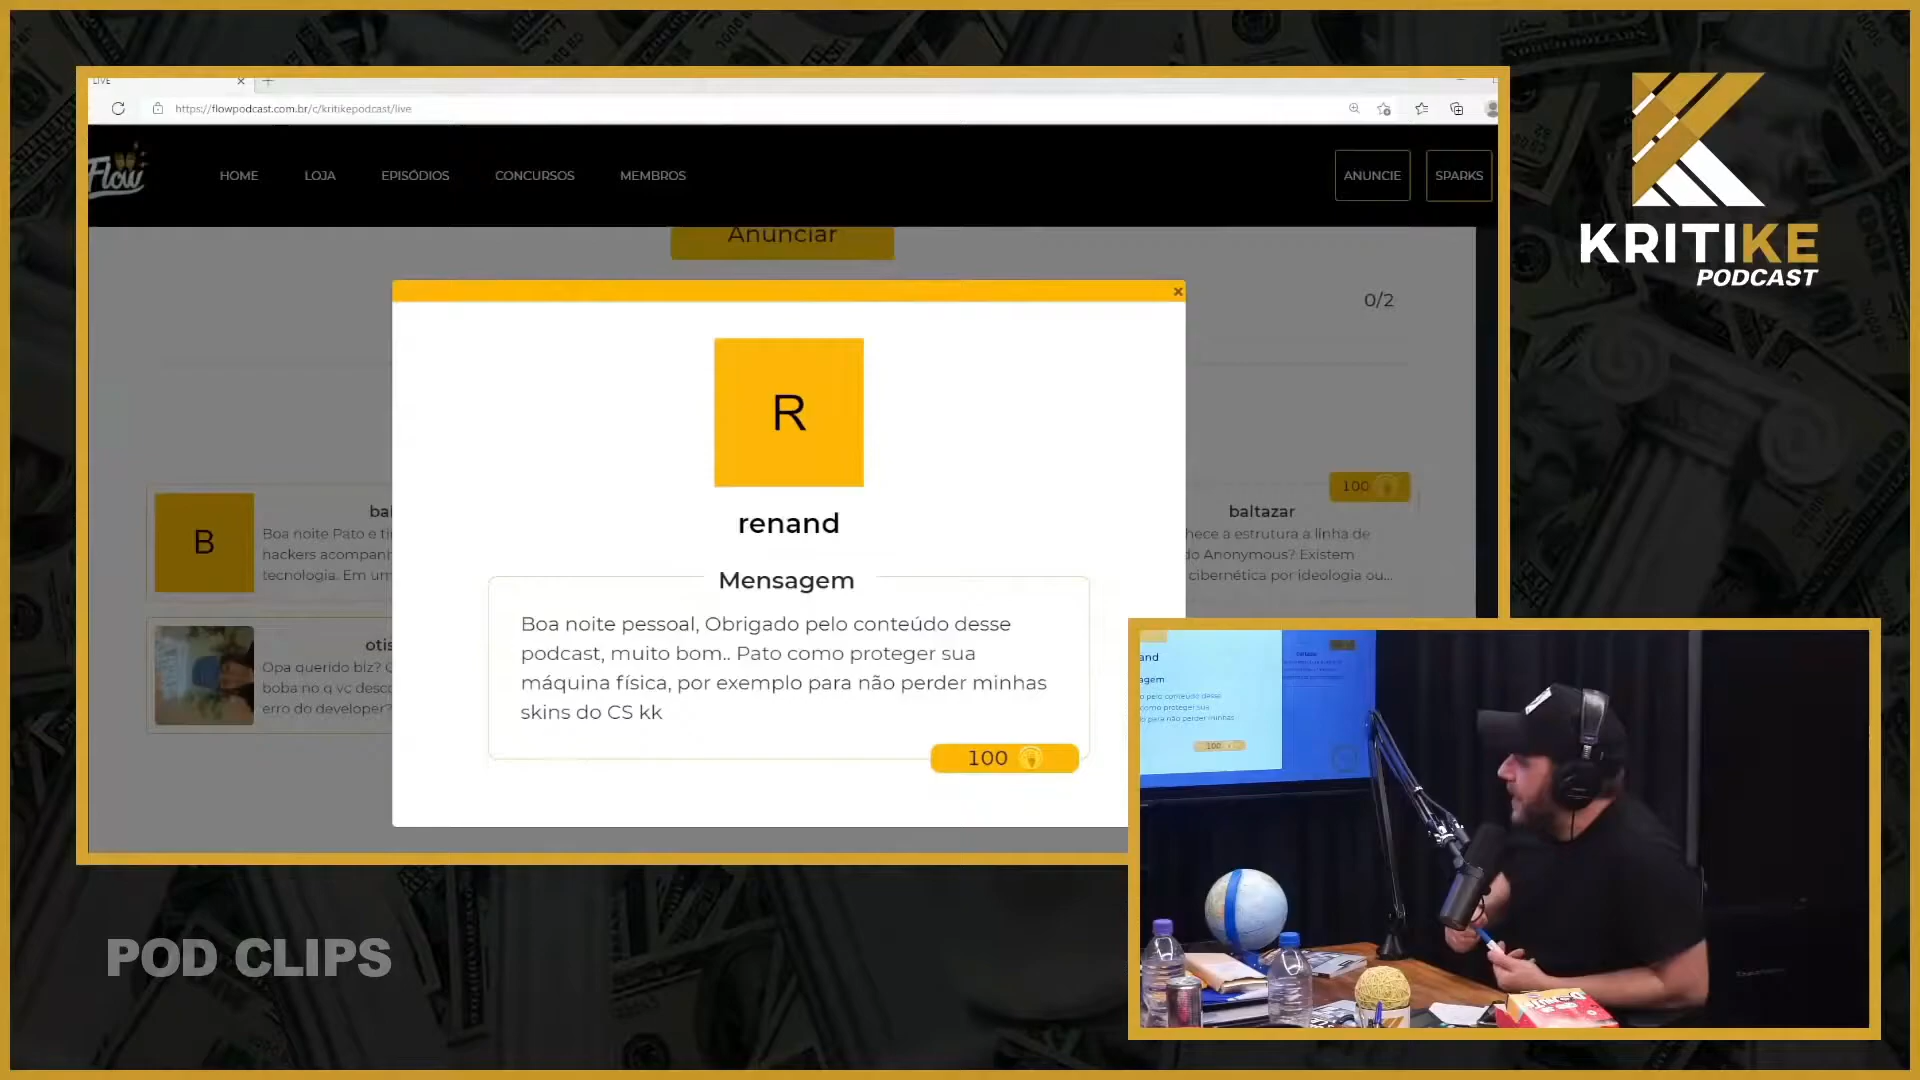 LIVE
https://flowpodcast.com.br/c/kritikepodcast/live
Flow
HOME
LOJA
EPISÓDIOS
CONCURSOS
MEMBROS
ANUNCIE
SPARKS
Anunciar
0/2
R
renand
Mensagem
Boa noite pessoal, Obrigado pelo conteúdo desse
podcast, muito bom.. Pato como proteger sua
máquina física, por exemplo para não perder minhas
skins do CS kk
100
B
Boa noite Pato e
hackers
tecnologia. Em
Opa querido biz?
boba no q vc
erro do developer?
100
baltazar
a estrutura a linha de
Anonymous? Existem
cibernética por ideologia ou...
KRITIKE
PODCAST
POD CLIPS